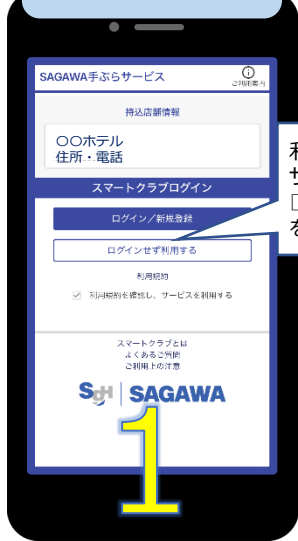 SAGAWA手ぶらサービス
ご利用案内
持込店舗情報
〇〇ホテル
住所・電話
スマートクラブログイン
ログイン／新規登録
ログインせず利用する
利用規約
利用規約を確認し、サービスを利用する
スマートクラブとは
よくあるご質問
ご利用上の注意
SGH SAGAWA
1